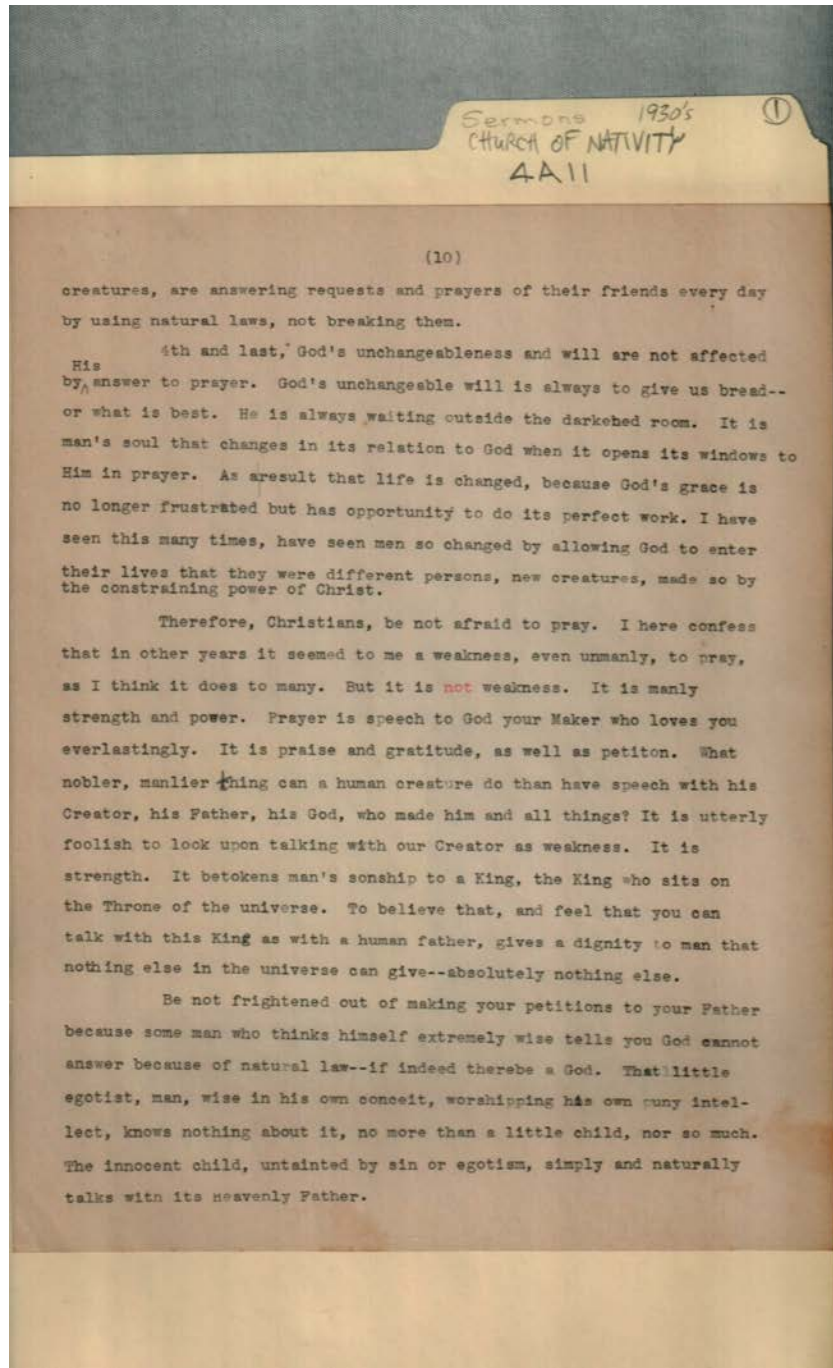 Sermons 1930's ①
CHURCH OF NATIVITY
4A11
(10)
creatures, are answering requests and prayers of their friends every day
by using natural laws, not breaking them.
4th and last, God's unchangeableness and will are not affected
His
by^ answer to prayer. God's unchangeable will is always to give us bread--
or what is best. He is always waiting outside the darkehed room. It is
man's soul that changes in its relation to God when it opens its windows to
Him in prayer. As aresult that life is changed, because God's grace is
no longer frustrated but has opportunity to do its perfect work. I have
seen this many times, have seen men so changed by allowing God to enter
their lives that they were different persons, new creatures, made so by
the constraining power of Christ.
Therefore, Christians, be not afraid to pray. I here confess
that in other years it seemed to me a weakness, even unmanly, to pray,
as I think it does to many. But it is not weakness. It is manly
strength and power. Prayer is speech to God your Maker who loves you
everlastingly. It is praise and gratitude, as well as petiton. What
nobler, manlier thing can a human creature do than have speech with his
Creator, his Father, his God, who made him and all things? It is utterly
foolish to look upon talking with our Creator as weakness. It is
strength. It betokens man's sonship to a King, the King who sits on
the Throne of the universe. To believe that, and feel that you can
talk with this King as with a human father, gives a dignity to man that
nothing else in the universe can give--absolutely nothing else.
Be not frightened out of making your petitions to your Father
because some man who thinks himself extremely wise tells you God cannot
answer because of natural law--if indeed therebe a God. That little
egotist, man, wise in his own conceit, worshipping his own puny intel-
lect, knows nothing about it, no more than a little child, nor so much.
The innocent child, untainted by sin or egotism, simply and naturally
talks witn its Heavenly Father.